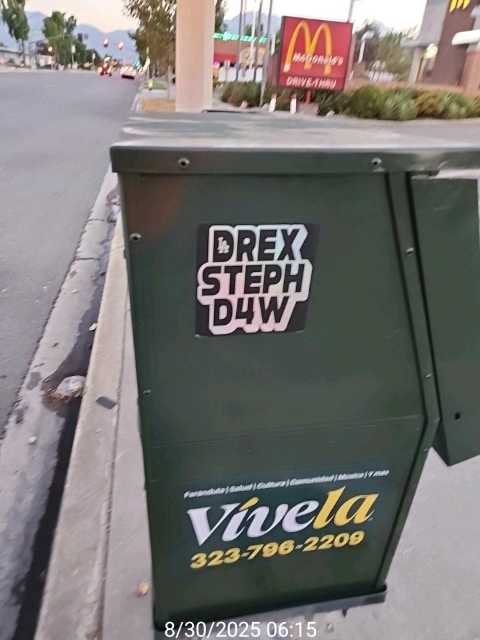 McDonald's
DRIVE-THRU
LA
DREX
STEPH
D4W
Farándula | Salud | Cultura | Comunidad | Música | Y más
Vívela
323-796-2209
8/30/2025 06:15